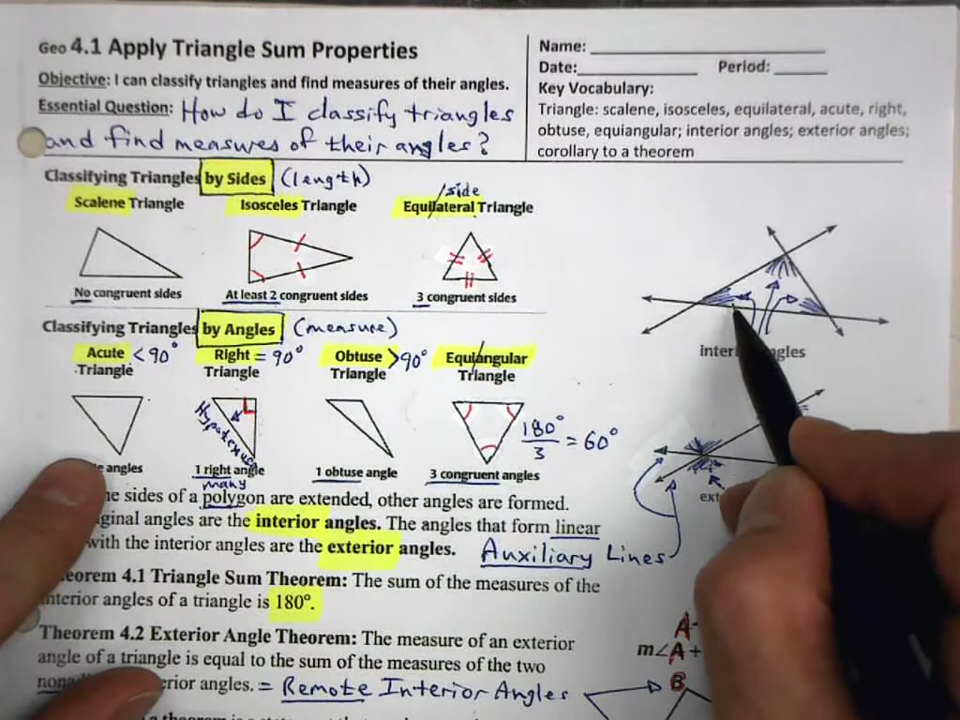 Geo 4.1 Apply Triangle Sum Properties
Objective: I can classify triangles and find measures of their angles.
Essential Question: How do I classify triangles
and find measures of their angles?
Name:
Date: Period:
Key Vocabulary:
Triangle: scalene, isosceles, equilateral, acute, right,
obtuse, equiangular; interior angles; exterior angles;
corollary to a theorem
Classifying Triangles by Sides (length)
/side
Scalene Triangle Isosceles Triangle Equilateral Triangle
No congruent sides At least 2 congruent sides 3 congruent sides
Classifying Triangles by Angles (measure)
Acute <90° Right = 90° Obtuse >90° Equiangular
Triangle Triangle Triangle Triangle
Hypotenuse
180°/3 = 60°
angles 1 right angle 1 obtuse angle 3 congruent angles
many
sides of a polygon are extended, other angles are formed.
angles are the interior angles. The angles that form linear
with the interior angles are the exterior angles. Auxiliary Lines
Theorem 4.1 Triangle Sum Theorem: The sum of the measures of the
interior angles of a triangle is 180°.
Theorem 4.2 Exterior Angle Theorem: The measure of an exterior
angle of a triangle is equal to the sum of the measures of the two
interior angles. = Remote Interior Angles
angles
A
m∠A +
B